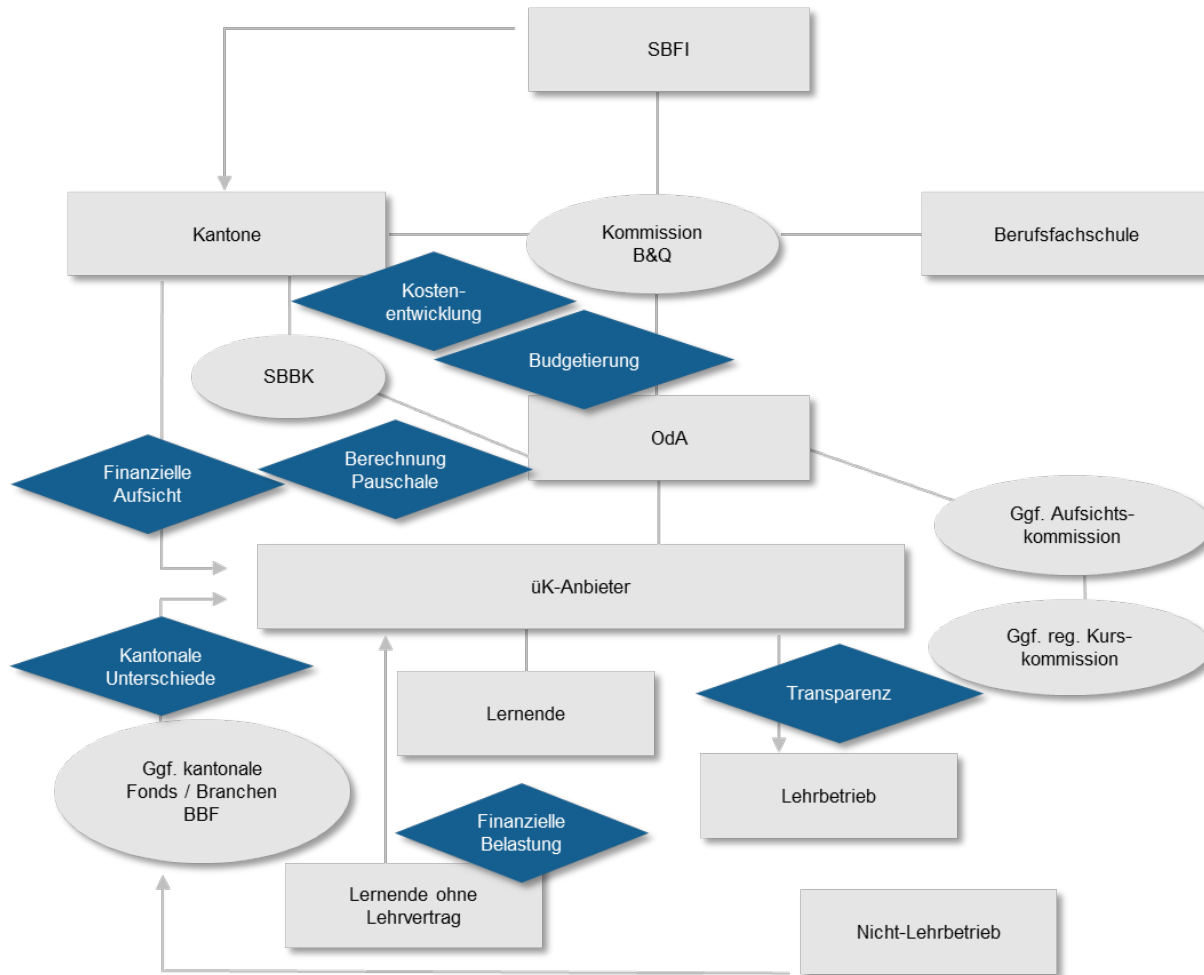 SBFI
Kantone
Kommission
B&Q
Berufsfachschule
Kosten-
entwicklung
Budgetierung
SBBK
OdA
Finanzielle
Aufsicht
Berechnung
Pauschale
Ggf. Aufsichts-
kommission
üK-Anbieter
Ggf. reg. Kurs-
kommission
Kantonale
Unterschiede
Transparenz
Lernende
Ggf. kantonale
Fonds / Branchen
BBF
Lehrbetrieb
Finanzielle
Belastung
Lernende ohne
Lehrvertrag
Nicht-Lehrbetrieb